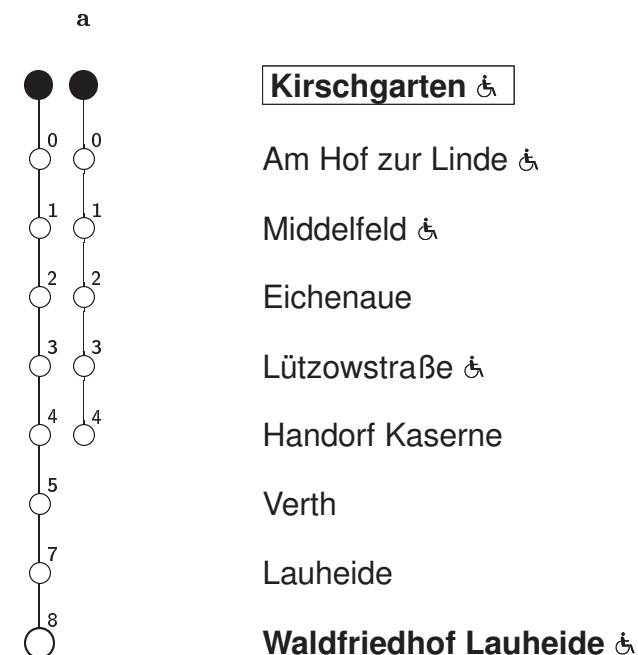 a
Kirschgarten
0 0 Am Hof zur Linde
1 1 Middelfeld
2 2 Eichenaue
3 3 Lützowstraße
4 4 Handorf Kaserne
5 Verth
7 Lauheide
8 Waldfriedhof Lauheide